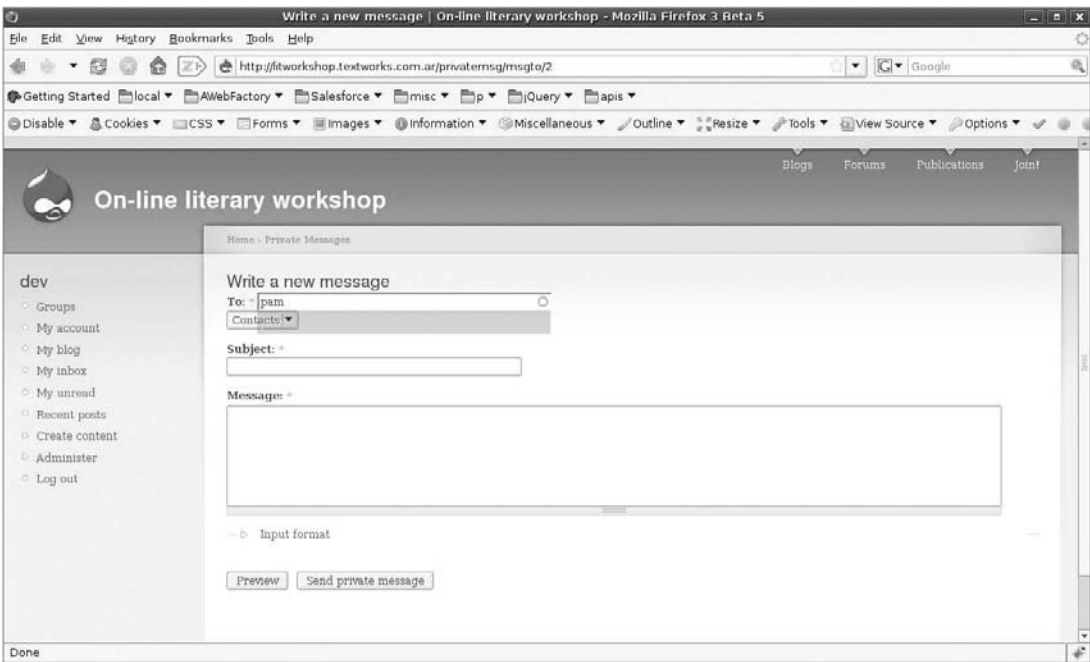 Write a new message | On-line literary workshop - Mozilla Firefox 3 Beta 5
File Edit View History Bookmarks Tools Help
http://litworkshop.textworks.com.ar/privatemsg/msgto/2 Google
Getting Started local AWebFactory Salesforce misc p jQuery apis
Disable Cookies CSS Forms Images Information Miscellaneous Outline Resize Tools View Source Options
Blogs Forums Publications Join!
On-line literary workshop
Home › Private Messages
dev
Groups
My account
My blog
My inbox
My unread
Recent posts
Create content
Administer
Log out
Write a new message
To: * pam
Contacts
Subject: *
Message: *
Input format
Preview Send private message
Done